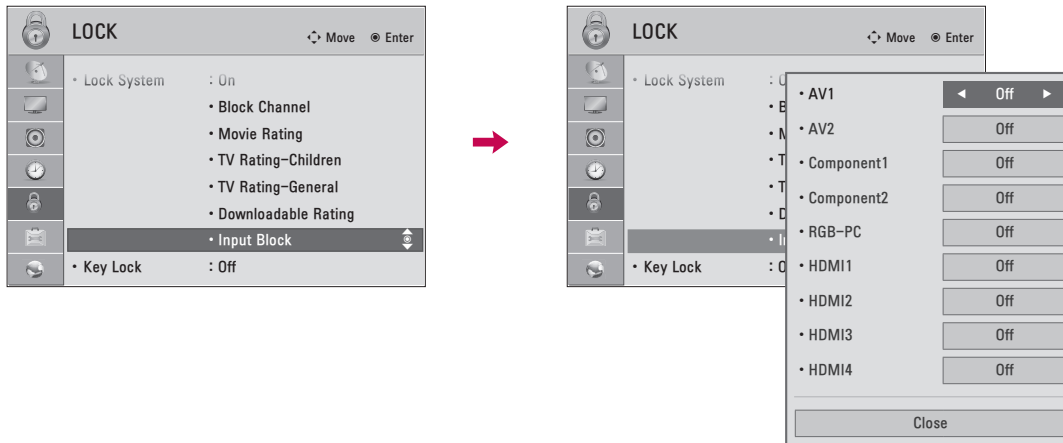 LOCK
Move Enter
• Lock System : On
• Block Channel
• Movie Rating
• TV Rating-Children
• TV Rating-General
• Downloadable Rating
• Input Block
• Key Lock : Off
LOCK
Move Enter
• Lock System :
• Key Lock :
• AV1 ◄ Off ►
• AV2 Off
• Component1 Off
• Component2 Off
• RGB-PC Off
• HDMI1 Off
• HDMI2 Off
• HDMI3 Off
• HDMI4 Off
Close